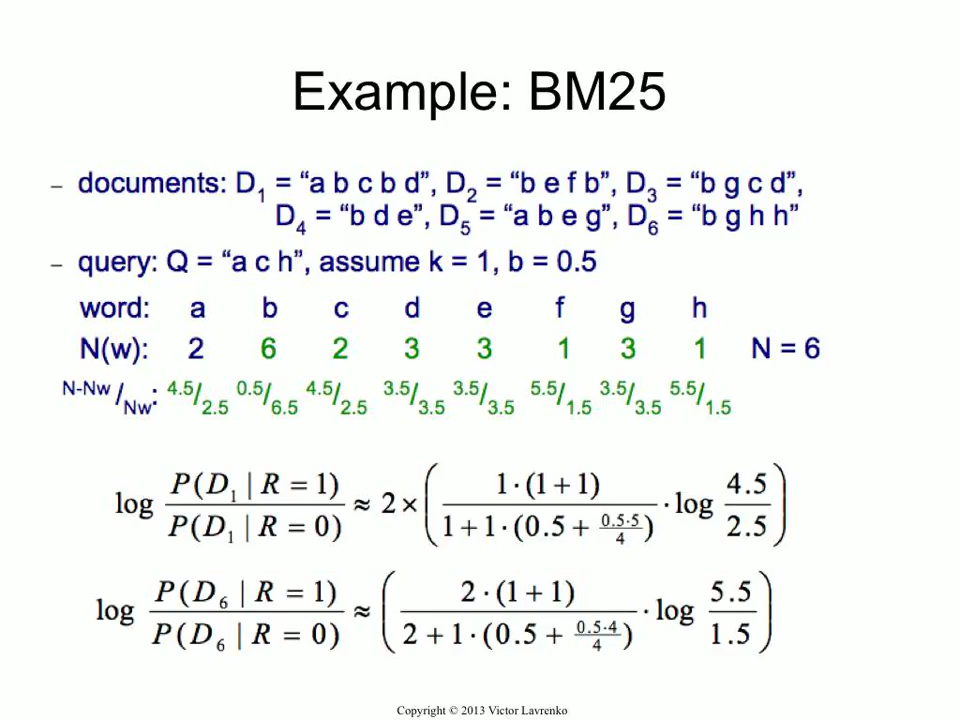 Example: BM25
– documents: D₁ = “a b c b d”, D₂ = “b e f b”, D₃ = “b g c d”,
D₄ = “b d e”, D₅ = “a b e g”, D₆ = “b g h h”
– query: Q = “a c h”, assume k = 1, b = 0.5
word: a b c d e f g h
N(w): 2 6 2 3 3 1 3 1 N = 6
N-Nw/Nw: 4.5/2.5 0.5/6.5 4.5/2.5 3.5/3.5 3.5/3.5 5.5/1.5 3.5/3.5 5.5/1.5
log P(D₁ | R = 1) / P(D₁ | R = 0) ≈ 2 × ( 1·(1+1) / 1+1·(0.5 + 0.5·5/4) · log 4.5/2.5 )
log P(D₆ | R = 1) / P(D₆ | R = 0) ≈ ( 2·(1+1) / 2+1·(0.5 + 0.5·4/4) · log 5.5/1.5 )
Copyright © 2013 Victor Lavrenko